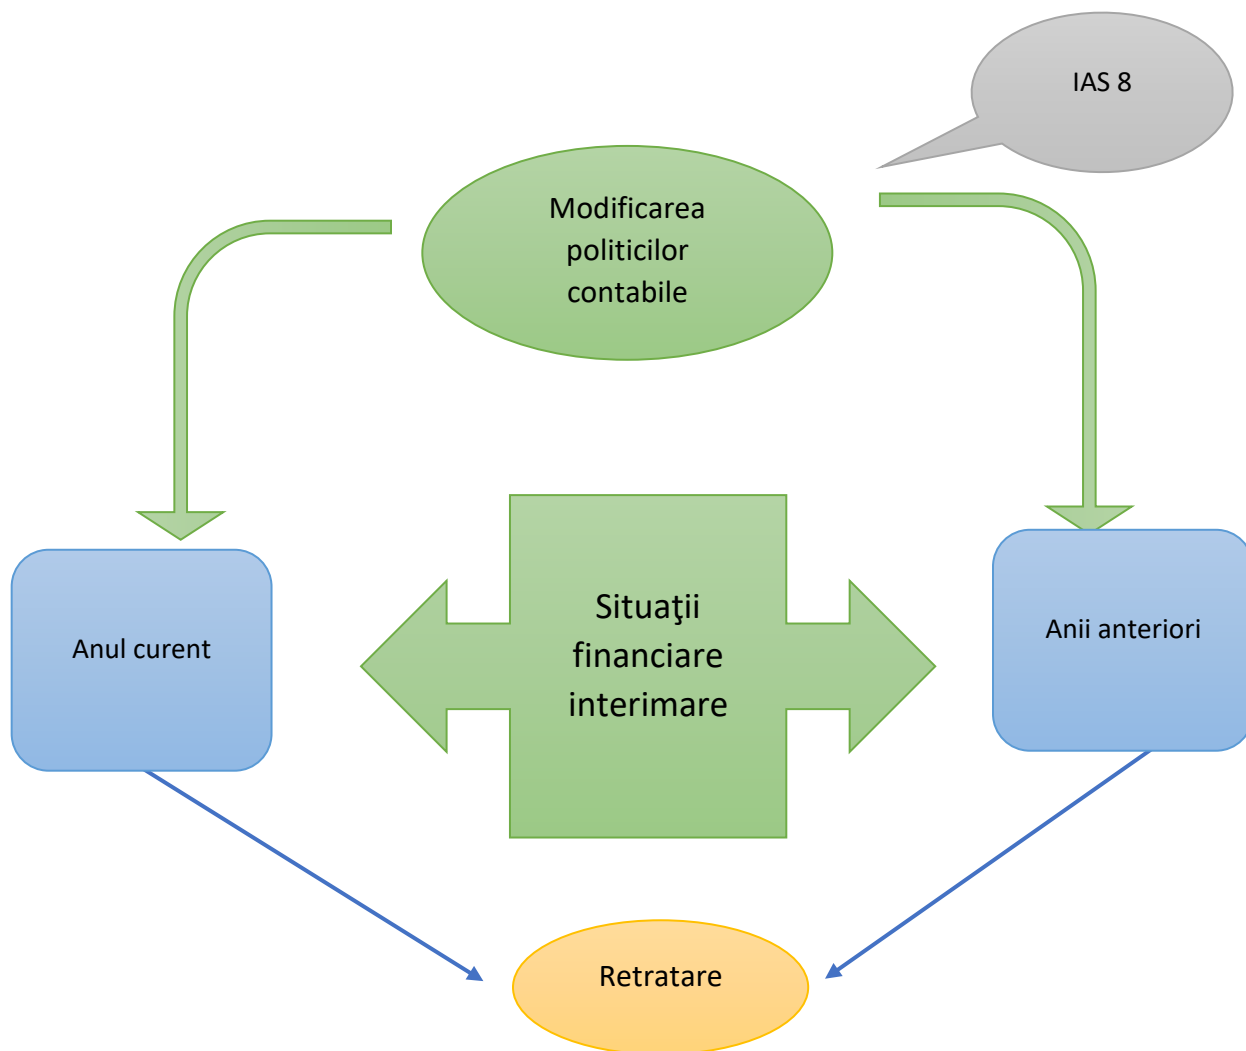 IAS 8
Modificarea
politicilor
contabile
Situaţii
financiare
interimare
Anul curent
Anii anteriori
Retratare